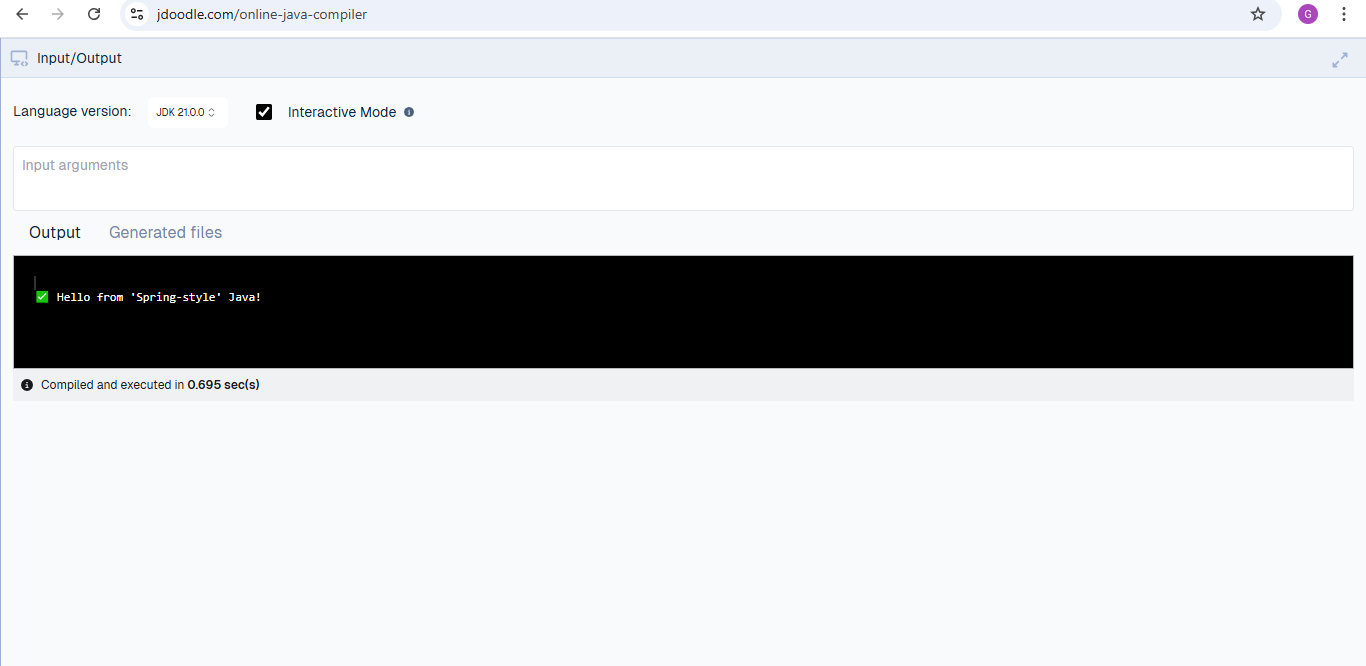 jdoodle.com/online-java-compiler
G
Input/Output
Language version: JDK 21.0.0 Interactive Mode
Input arguments
Output Generated files
✅ Hello from 'Spring-style' Java!
Compiled and executed in 0.695 sec(s)